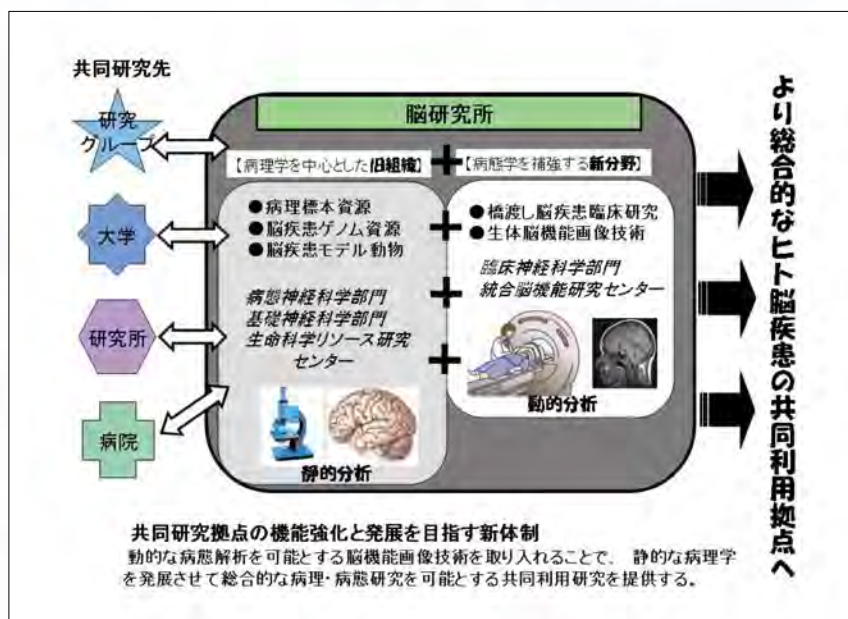 共同研究先
研究
グループ
大学
研究所
病院
脳研究所
【病理学を中心とした旧組織】
●病理標本資源
●脳疾患ゲノム資源
●脳疾患モデル動物
病態神経科学部門
基礎神経科学部門
生命科学リソース研究
センター
静的分析
【病態学を補強する新分野】
●橋渡し脳疾患臨床研究
●生体脳機能画像技術
臨床神経科学部門
統合脳機能研究センター
動的分析
より総合的なヒト脳疾患の共同利用拠点へ
共同研究拠点の機能強化と発展を目指す新体制
動的な病態解析を可能とする脳機能画像技術を取り入れることで、 静的な病理学
を発展させて総合的な病理・病態研究を可能とする共同利用研究を提供する。